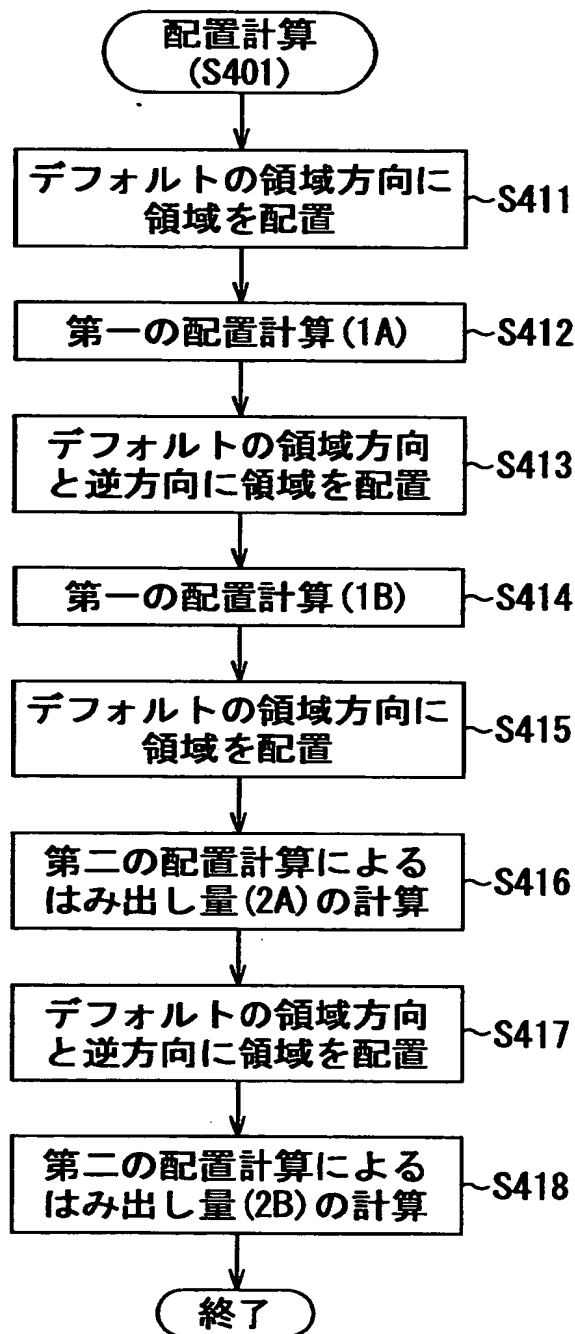 配置計算
(S401)
デフォルトの領域方向に
領域を配置
S411
第一の配置計算(1A)
S412
デフォルトの領域方向
と逆方向に領域を配置
S413
第一の配置計算(1B)
S414
デフォルトの領域方向に
領域を配置
S415
第二の配置計算による
はみ出し量(2A)の計算
S416
デフォルトの領域方向
と逆方向に領域を配置
S417
第二の配置計算による
はみ出し量(2B)の計算
S418
終了